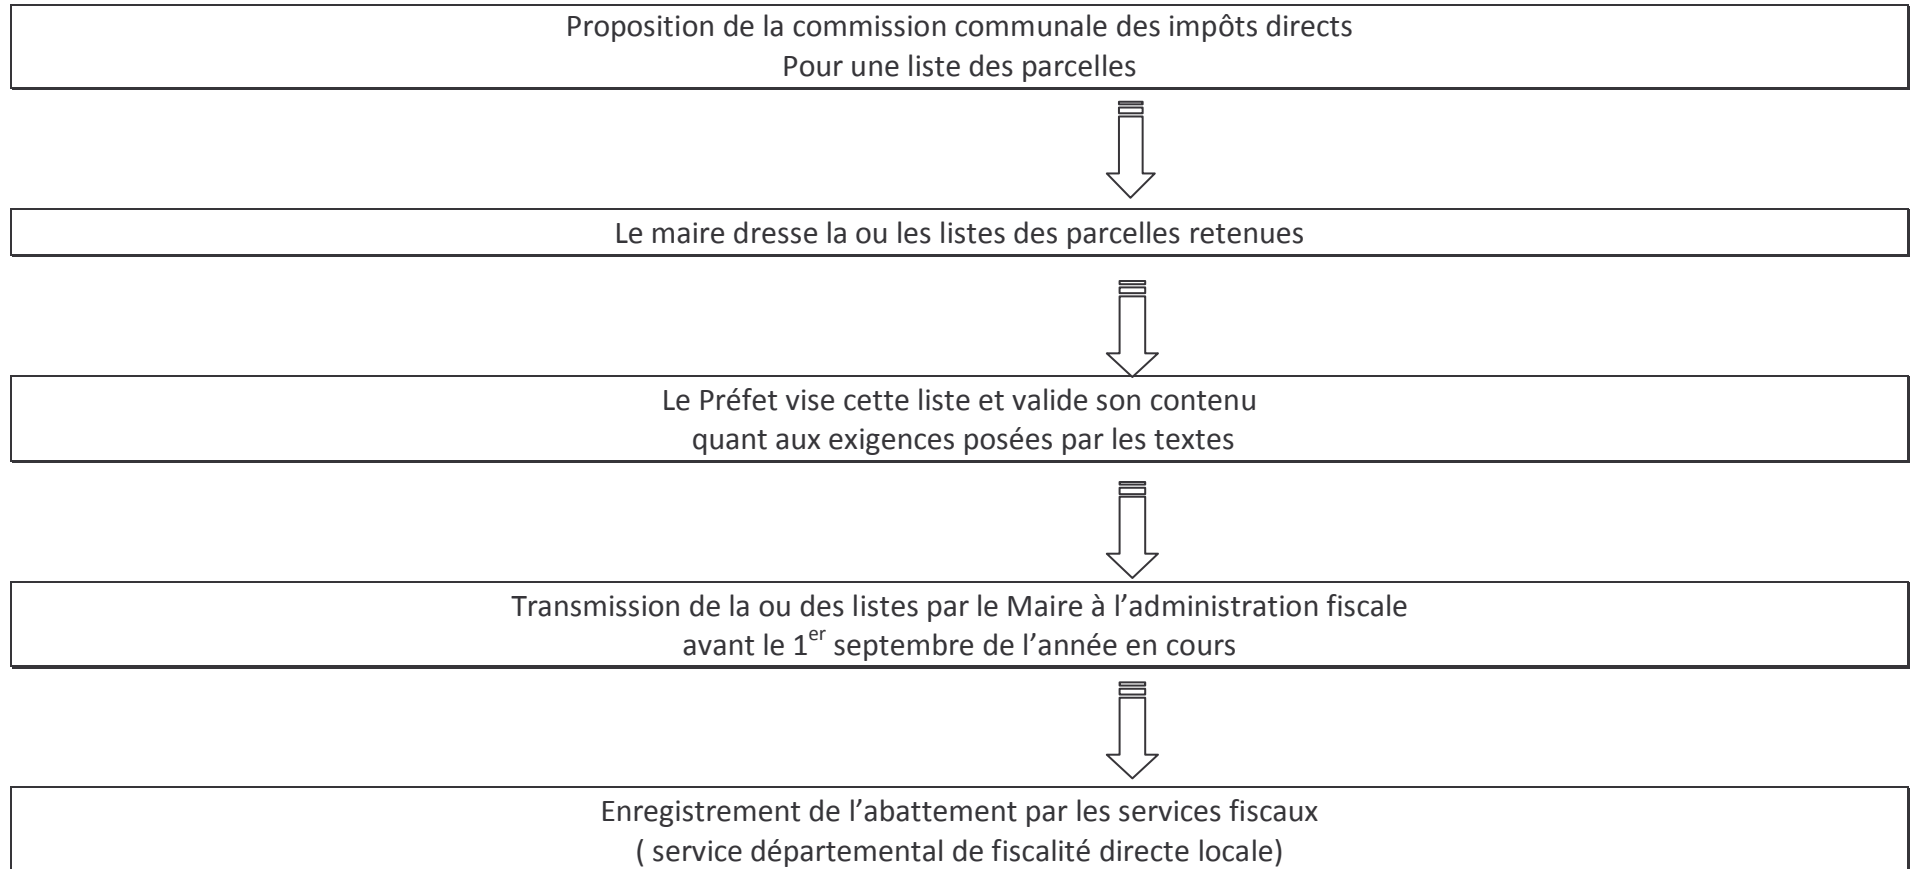 Proposition de la commission communale des impôts directs
Pour une liste des parcelles
Le maire dresse la ou les listes des parcelles retenues
Le Préfet vise cette liste et valide son contenu
quant aux exigences posées par les textes
Transmission de la ou des listes par le Maire à l’administration fiscale
avant le 1er septembre de l’année en cours
Enregistrement de l’abattement par les services fiscaux
( service départemental de fiscalité directe locale)